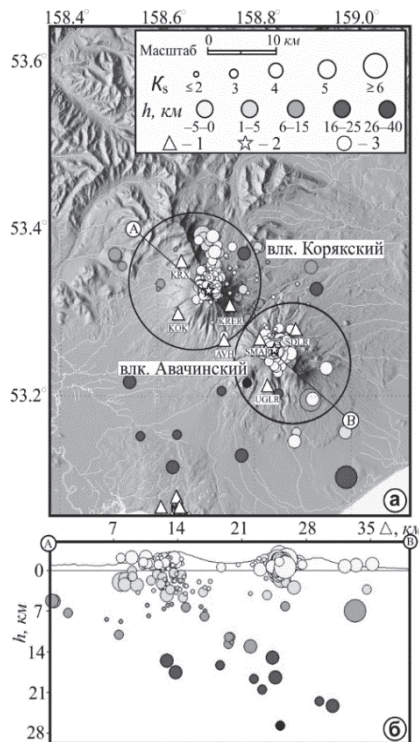 158.4° 158.6° 158.8° 159.0°
53.6°
53.4°
53.2°
Масштаб 0 10 км
Ks ≤2 3 4 5 ≥6
h, км
−5−0 1−5 6−15 16−25 26−40
△ − 1 ☆ − 2 ○ − 3
A
влк. Корякский
KRX
KRER
KOK
AVH
SMAR
SDLR
влк. Авачинский
UGLR
B
а
A 7 14 21 28 35 Δ, км B
h, км
0
7
14
21
28
б